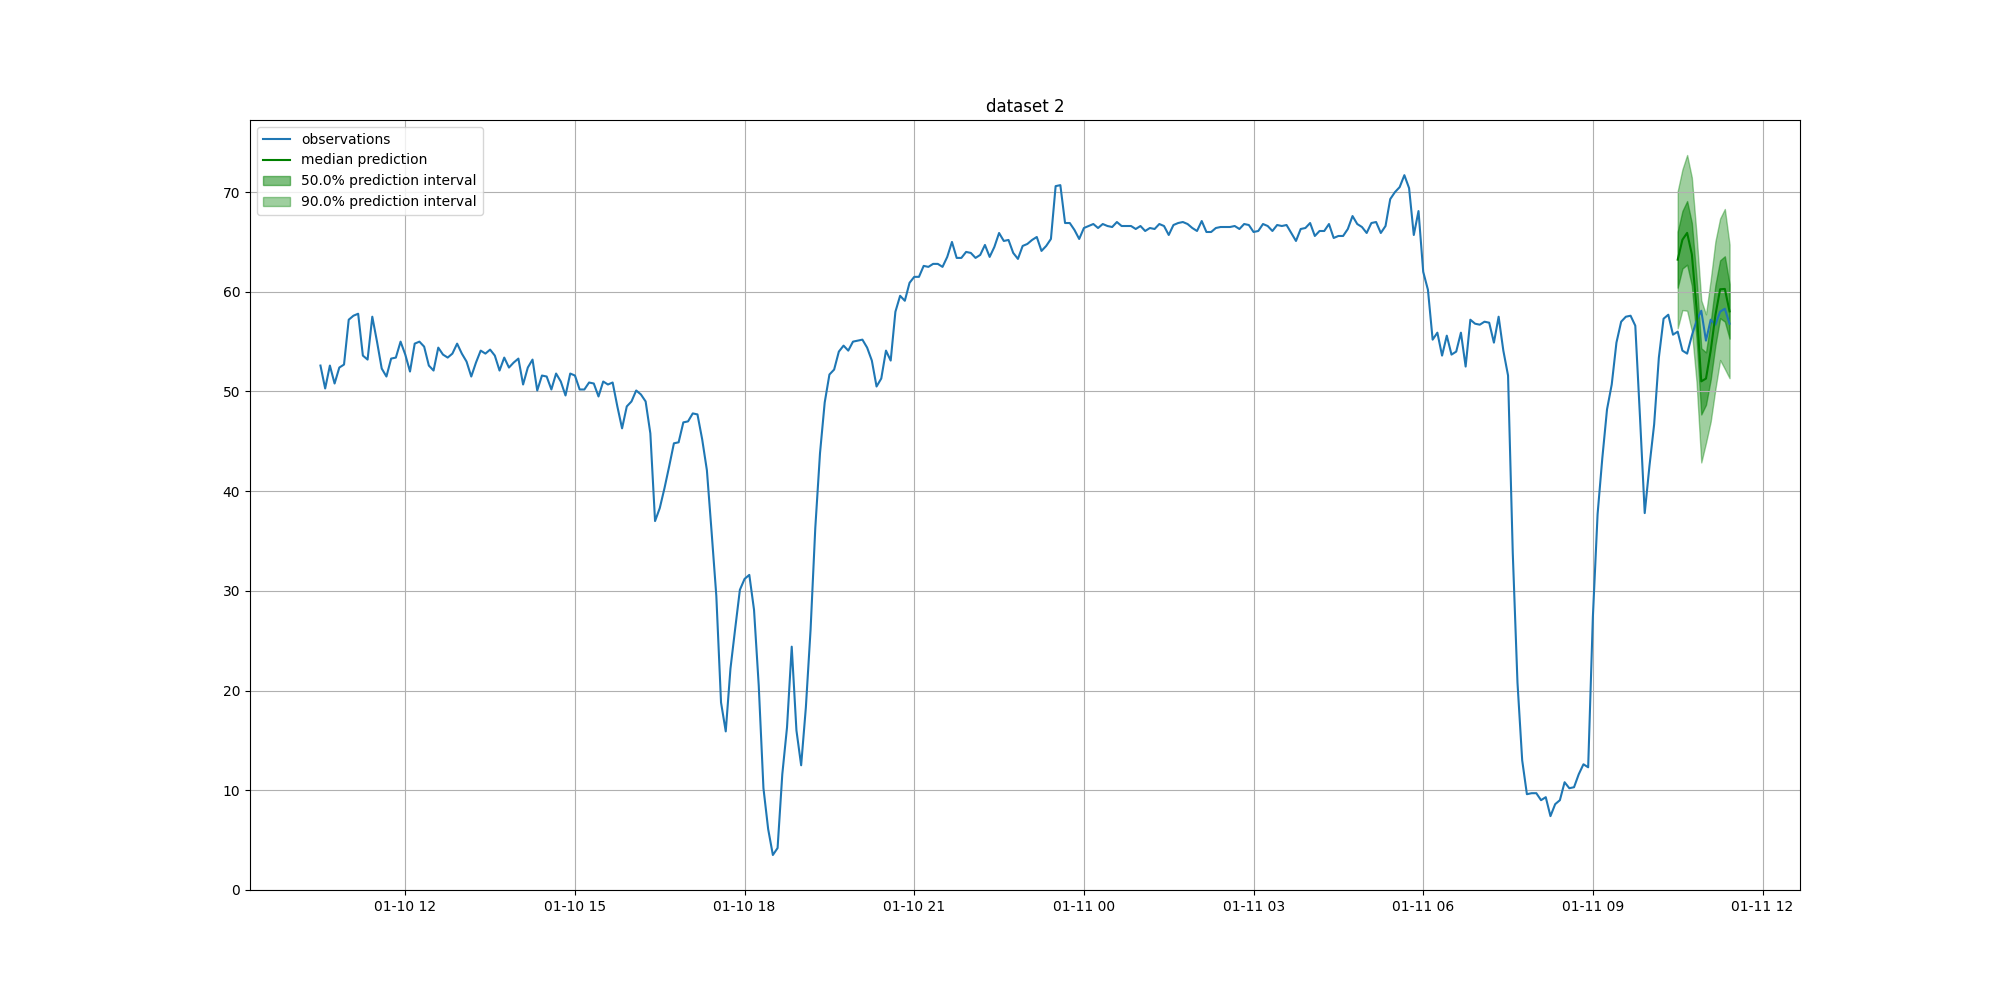 dataset 2
observations
median prediction
50.0% prediction interval
90.0% prediction interval
70
60
50
40
30
20
10
0
01-10 12 01-10 15 01-10 18 01-10 21 01-11 00 01-11 03 01-11 06 01-11 09 01-11 12